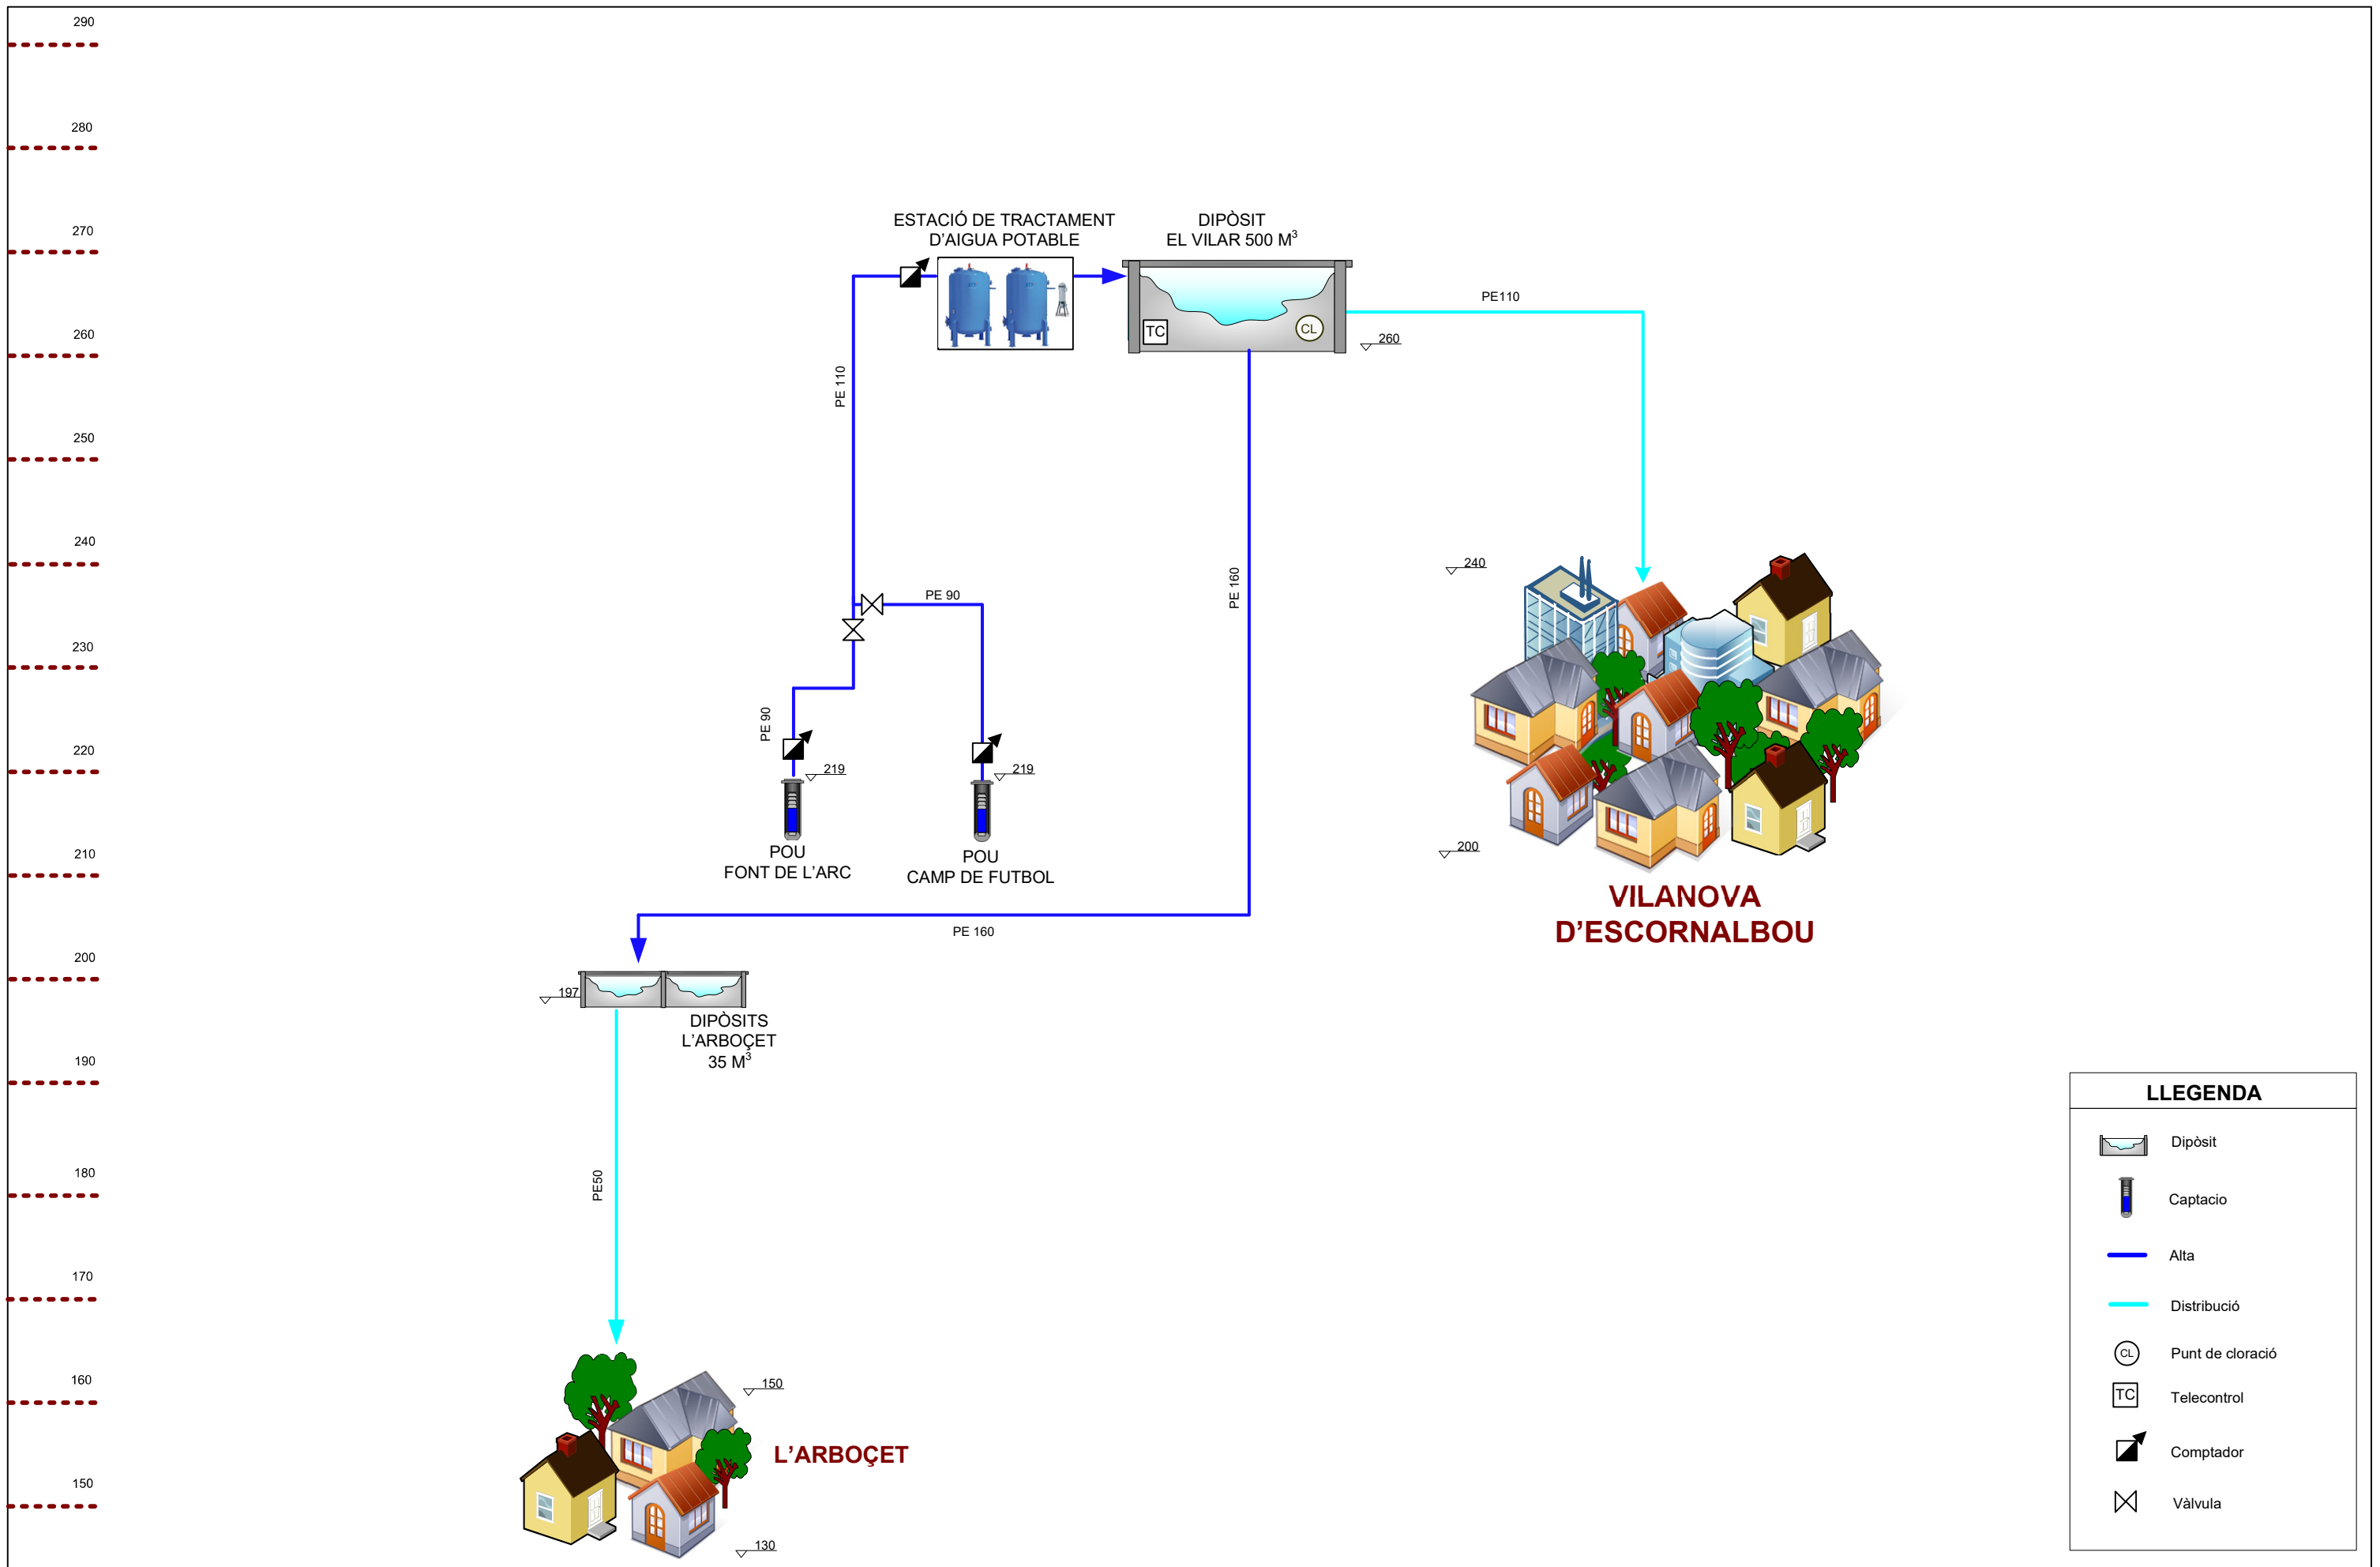 290
280
270
260
250
240
230
220
210
200
190
180
170
160
150
ESTACIÓ DE TRACTAMENT
D'AIGUA POTABLE
DIPÒSIT
EL VILAR 500 M³
TC
CL
260
PE110
PE 110
PE 160
PE 90
PE 90
219
219
POU
FONT DE L'ARC
POU
CAMP DE FUTBOL
240
200
VILANOVA
D'ESCORNALBOU
PE 160
197
DIPÒSITS
L'ARBOÇET
35 M³
PE50
150
L'ARBOÇET
130
LLEGENDA
Dipòsit
Captacio
Alta
Distribució
CL Punt de cloració
TC Telecontrol
Comptador
Vàlvula